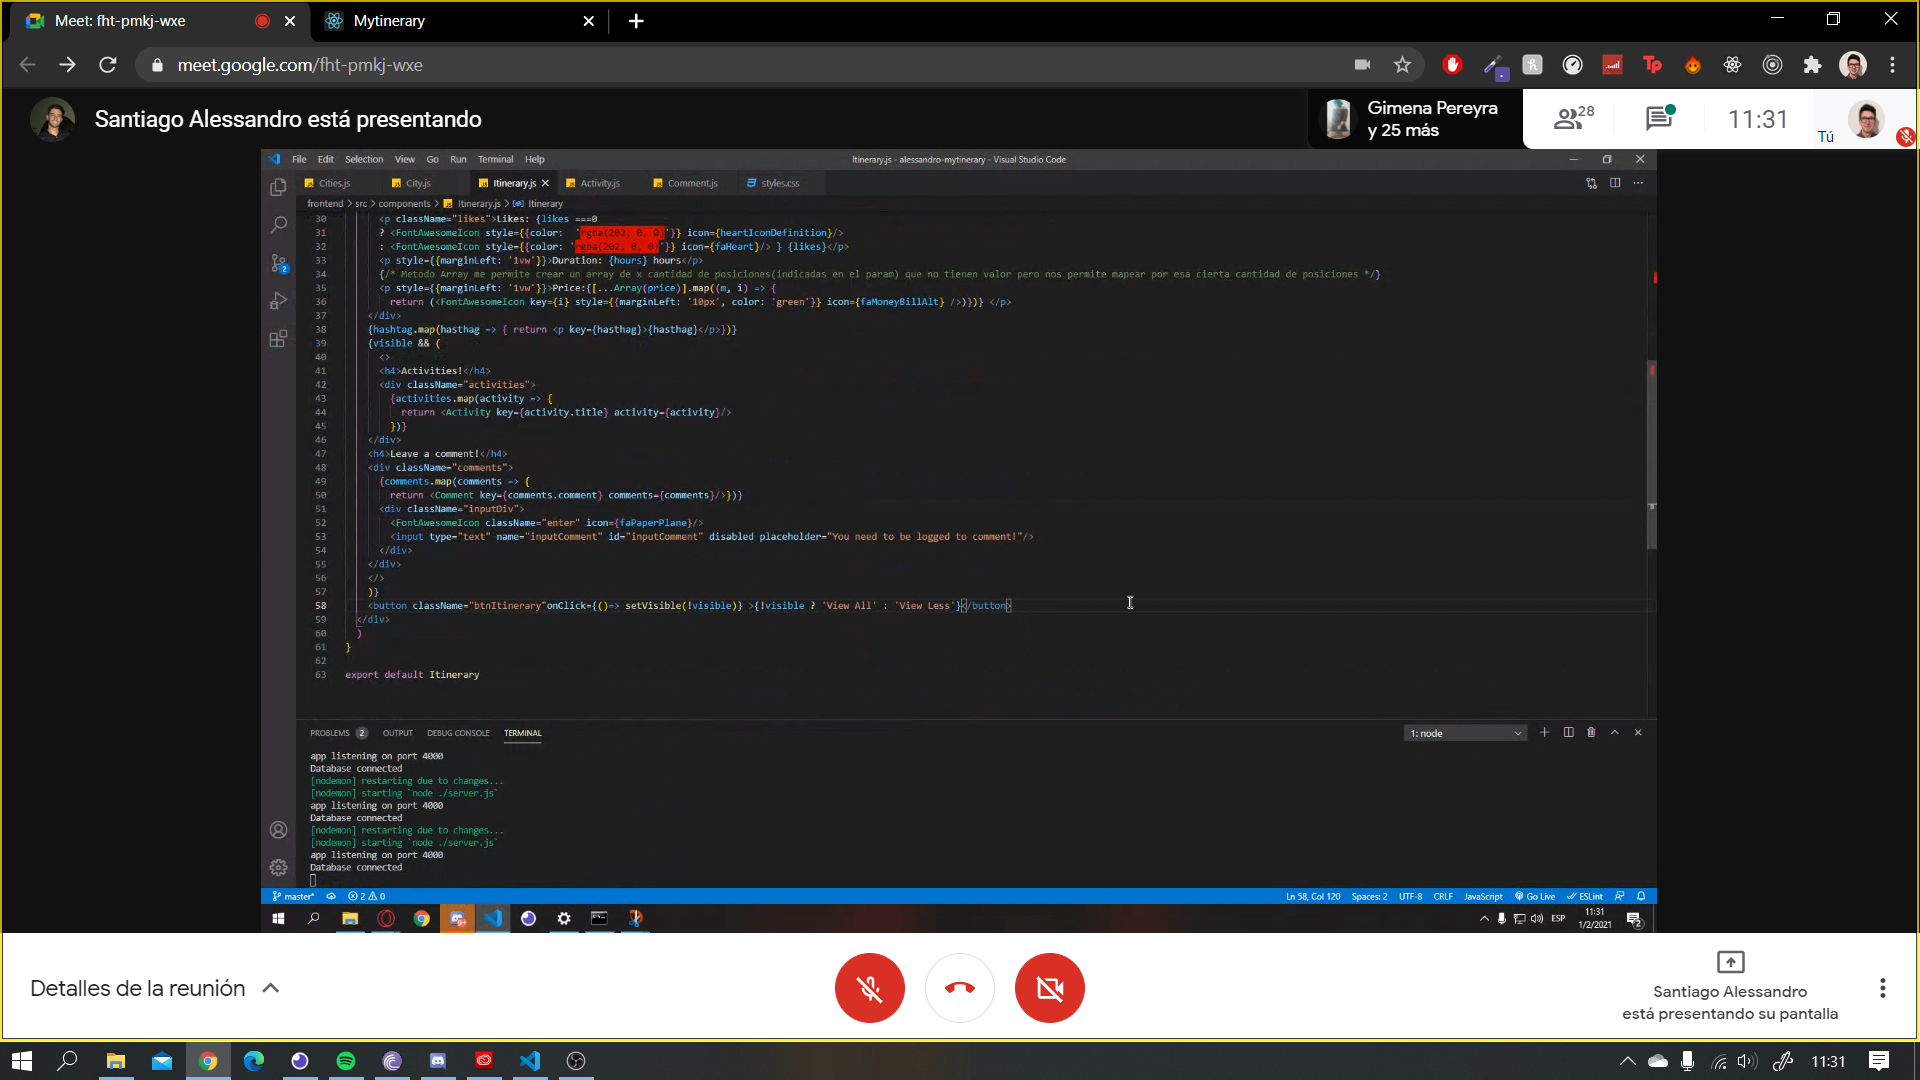 Meet: fht-pmkj-wxe
Mytinerary
meet.google.com/fht-pmkj-wxe
Santiago Alessandro está presentando
Gimena Pereyra
y 25 más
28
11:31
Tú
File Edit Selection View Go Run Terminal Help
Itinerary.js - alessandro-mytinerary - Visual Studio Code
Cities.js City.js Itinerary.js Activity.js Comment.js styles.css
frontend > src > components > Itinerary.js > Itinerary
30 <p className="likes">Likes: {likes ===0
31 ? <FontAwesomeIcon style={{color: 'rgba(202, 0, 0)'}} icon={heartIconDefinition}/>
32 : <FontAwesomeIcon style={{color: 'rgba(202, 0, 0)'}} icon={faHeart}/> } {likes}</p>
33 <p style={{marginLeft: '1vw'}}>Duration: {hours} hours</p>
34 {/* Metodo Array me permite crear un array de x cantidad de posiciones(indicadas en el param) que no tienen valor pero nos permite mapear por esa cierta cantidad de posiciones */}
35 <p style={{marginLeft: '1vw'}}>Price:{[...Array(price)].map((m, i) => {
36 return (<FontAwesomeIcon key={i} style={{marginLeft: '10px', color: 'green'}} icon={faMoneyBillAlt} />)})} </p>
37 </div>
38 {hashtag.map(hasthag => { return <p key={hasthag}>{hasthag}</p>})}
39 {visible && (
40 <>
41 <h4>Activities!</h4>
42 <div className="activities">
43 {activities.map(activity => {
44 return <Activity key={activity.title} activity={activity}/>
45 })}
46 </div>
47 <h4>Leave a comment!</h4>
48 <div className="comments">
49 {comments.map(comments => {
50 return <Comment key={comments.comment} comments={comments}/>})}
51 <div className="inputDiv">
52 <FontAwesomeIcon className="enter" icon={faPaperPlane}/>
53 <input type="text" name="inputComment" id="inputComment" disabled placeholder="You need to be logged to comment!"/>
54 </div>
55 </div>
56 </>
57 )}
58 <button className="btnItinerary"onClick={()=> setVisible(!visible)} >{!visible ? 'View All' : 'View Less'}</button>
59 </div>
60 )
61 }
62
63 export default Itinerary
PROBLEMS 2 OUTPUT DEBUG CONSOLE TERMINAL
1: node
app listening on port 4000
Database connected
[nodemon] restarting due to changes...
[nodemon] starting `node ./server.js`
app listening on port 4000
Database connected
[nodemon] restarting due to changes...
[nodemon] starting `node ./server.js`
app listening on port 4000
Database connected
master* 2 0
Ln 58, Col 120 Spaces: 2 UTF-8 CRLF JavaScript Go Live ESLint
ESP
11:31
1/2/2021
2
Detalles de la reunión
Santiago Alessandro
está presentando su pantalla
11:31